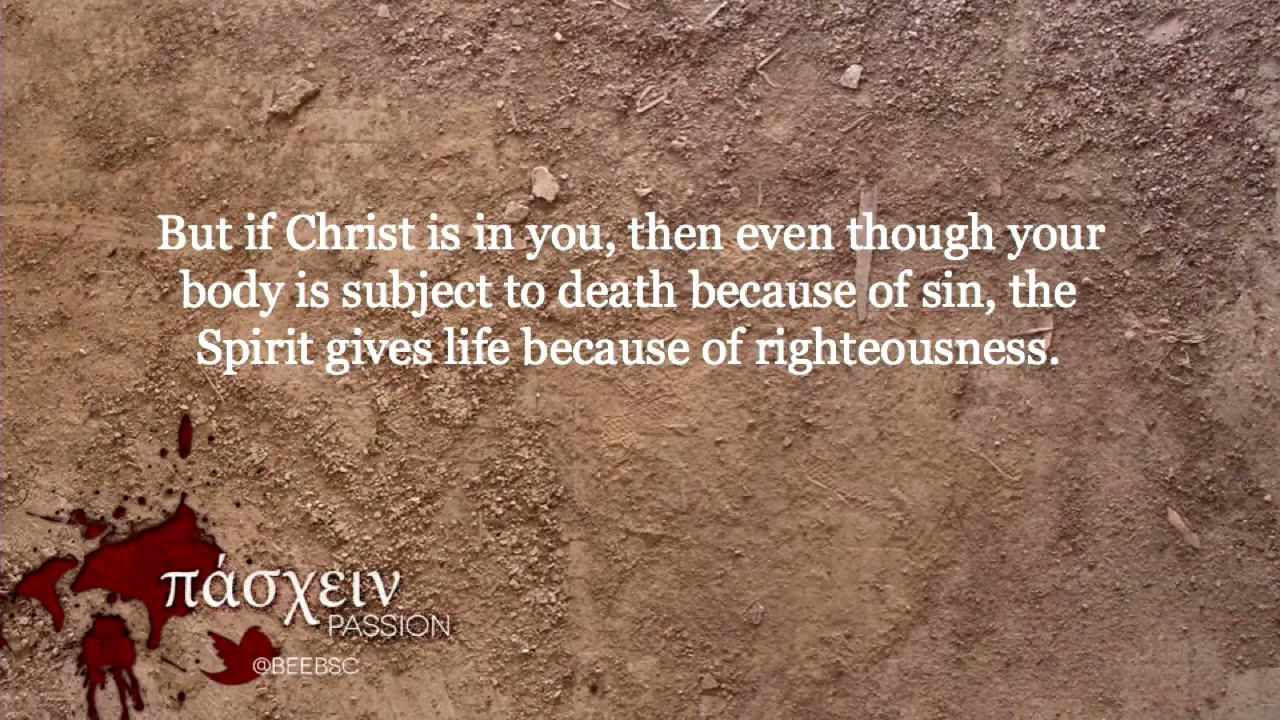 But if Christ is in you, then even though your
body is subject to death because of sin, the
Spirit gives life because of righteousness.
πάσχειν
PASSION
@BEEBSC